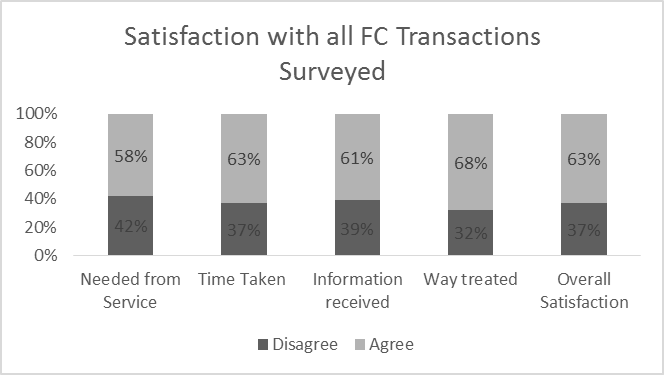 Satisfaction with all FC Transactions
Surveyed
100%
80%
60%
40%
20%
0%
58% 63% 61% 68% 63%
42% 37% 39% 32% 37%
Needed from Service
Time Taken
Information received
Way treated
Overall Satisfaction
Disagree Agree